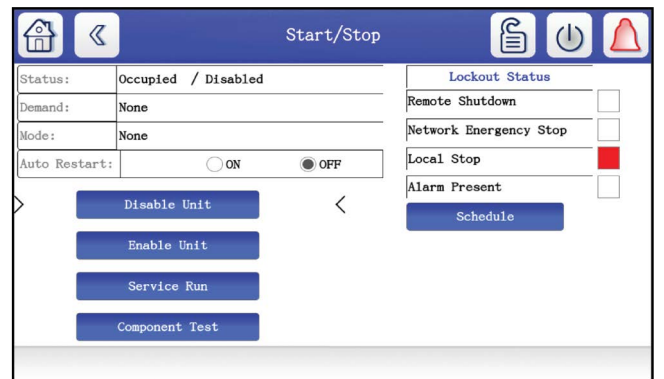 Start/Stop
Status: Occupied / Disabled
Demand: None
Mode: None
Auto Restart: ON OFF
Disable Unit
Enable Unit
Service Run
Component Test
Lockout Status
Remote Shutdown
Network Energency Stop
Local Stop
Alarm Present
Schedule